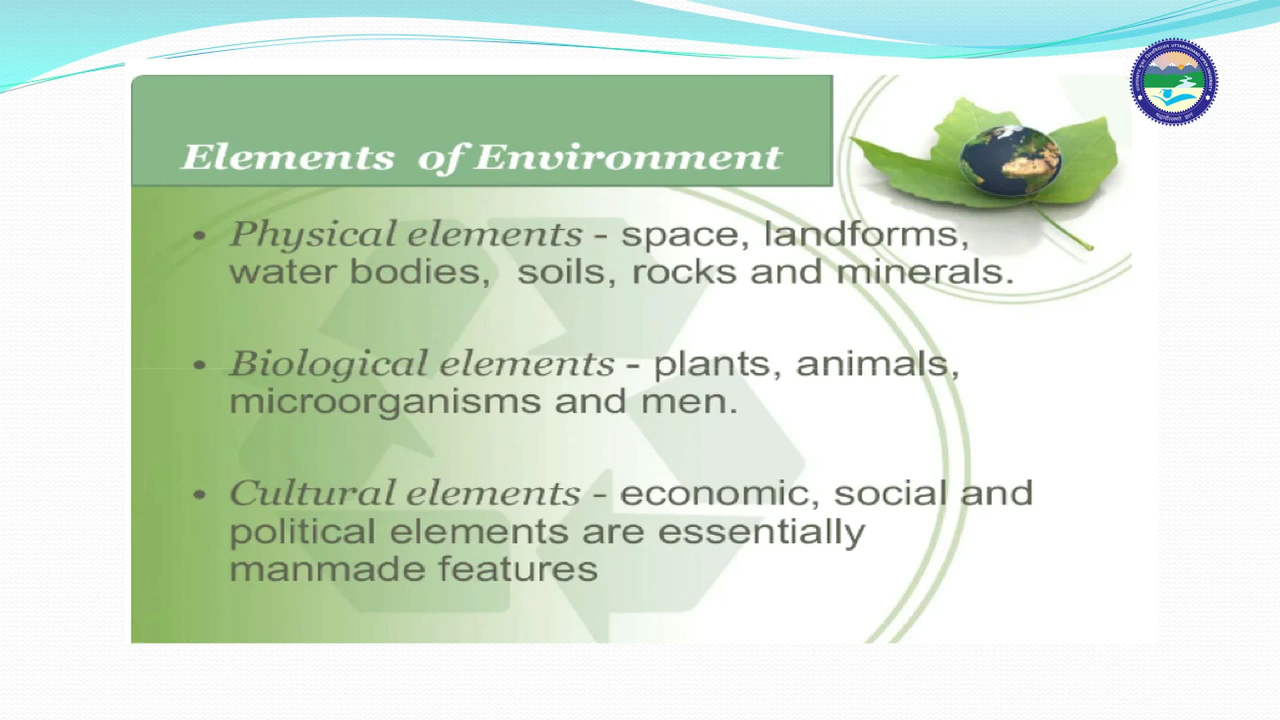 Elements of Environment
• Physical elements - space, landforms,
water bodies, soils, rocks and minerals.
• Biological elements - plants, animals,
microorganisms and men.
• Cultural elements - economic, social and
political elements are essentially
manmade features